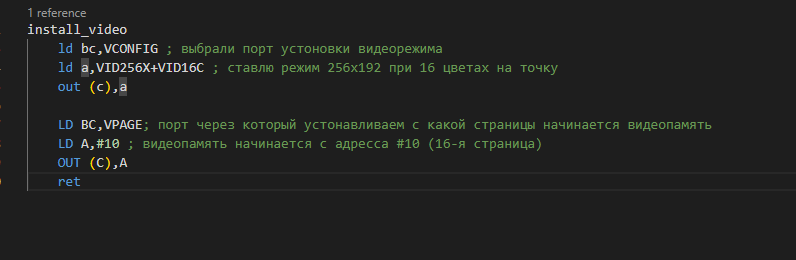 1 reference
install_video
ld bc,VCONFIG ; выбрали порт устоновки видеорежима
ld a,VID256X+VID16C ; ставлю режим 256x192 при 16 цветах на точку
out (c),a
LD BC,VPAGE; порт через который устонавливаем с какой страницы начинается видеопамять
LD A,#10 ; видеопамять начинается с адресса #10 (16-я страница)
OUT (C),A
ret